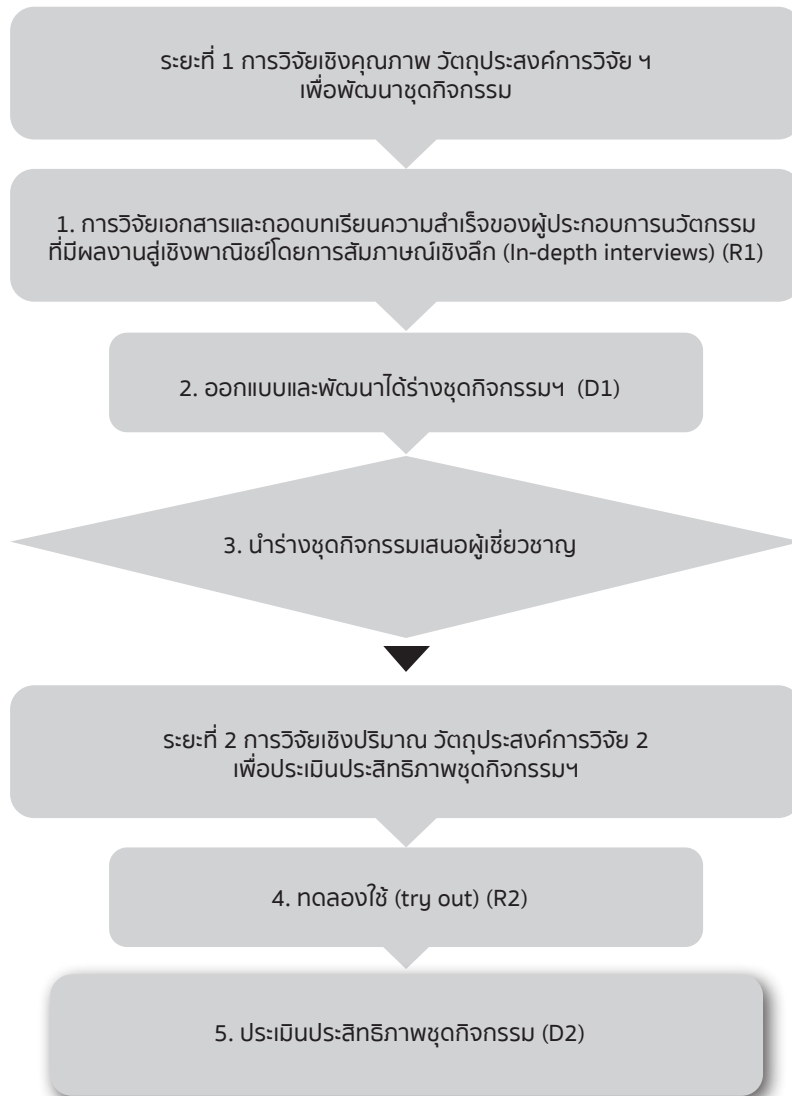 ระยะที่ 1 การวิจัยเชิงคุณภาพ วัตถุประสงค์การวิจัย ฯ
เพื่อพัฒนาชุดกิจกรรม
1. การวิจัยเอกสารและถอดบทเรียนความสำเร็จของผู้ประกอบการนวัตกรรม
ที่มีผลงานสู่เชิงพาณิชย์โดยการสัมภาษณ์เชิงลึก (In-depth interviews) (R1)
2. ออกแบบและพัฒนาได้ร่างชุดกิจกรรมฯ (D1)
3. นำร่างชุดกิจกรรมเสนอผู้เชี่ยวชาญ
ระยะที่ 2 การวิจัยเชิงปริมาณ วัตถุประสงค์การวิจัย 2
เพื่อประเมินประสิทธิภาพชุดกิจกรรมฯ
4. ทดลองใช้ (try out) (R2)
5. ประเมินประสิทธิภาพชุดกิจกรรม (D2)